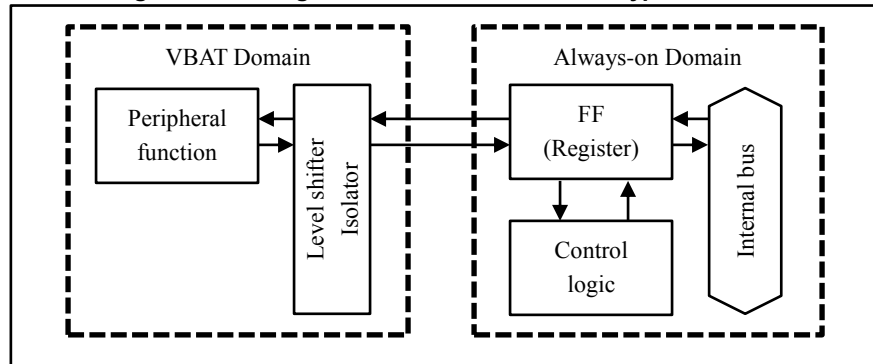 VBAT Domain
Always-on Domain
Peripheral
function
Level shifter
Isolator
FF
(Register)
Control
logic
Internal bus